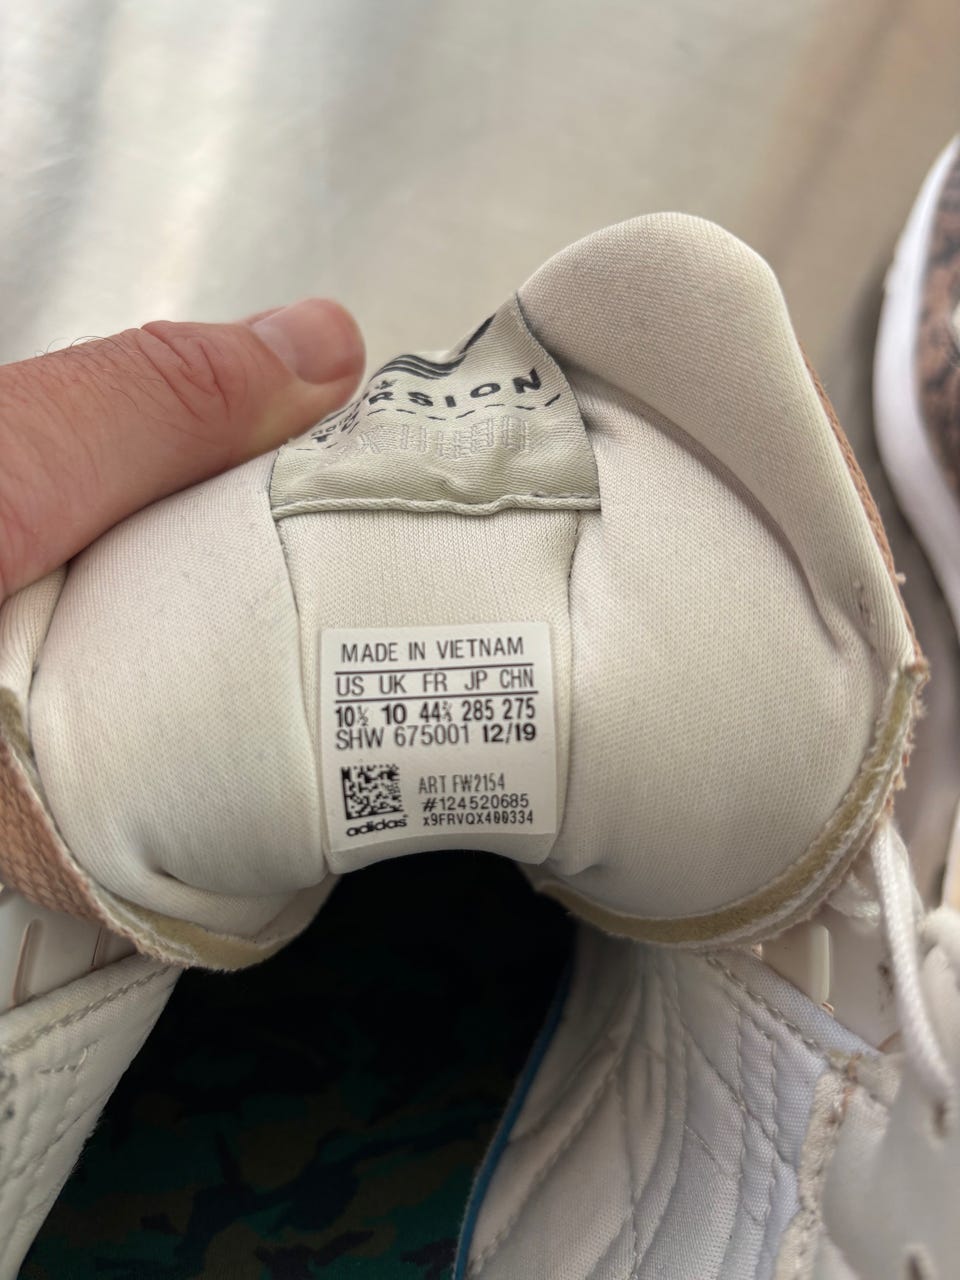 RSION
MADE IN VIETNAM
US UK FR JP CHN
10½ 10 44⅔ 285 275
SHW 675001 12/19
ART FW2154
#124520685
x9FRVQX400334
adidas